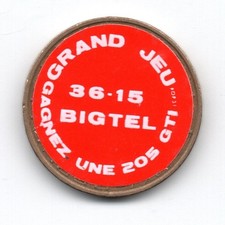 GRAND JEU
36-15
BIGTEL
GAGNEZ UNE 205 GTI